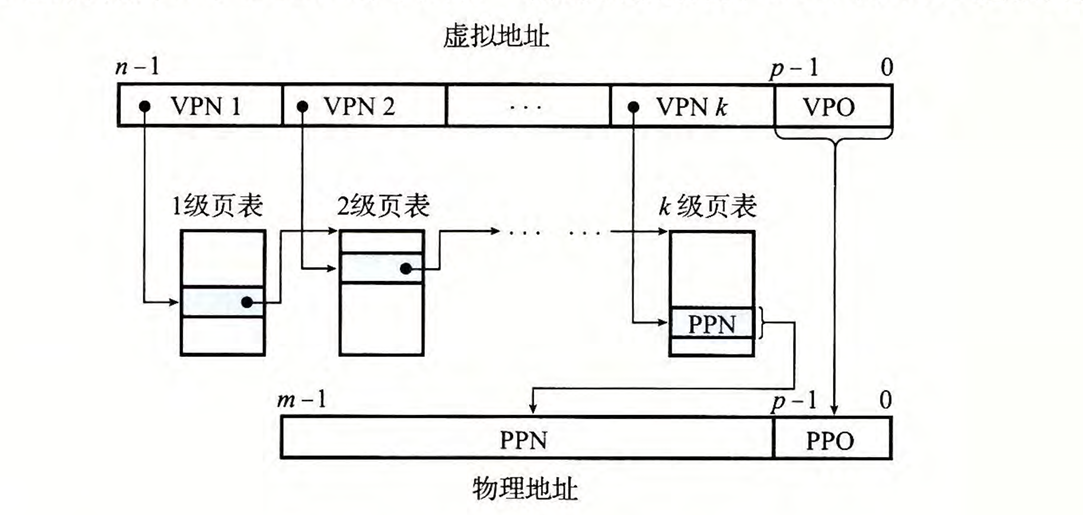 虚拟地址
n-1 p-1 0
VPN 1 VPN 2 ... VPN k VPO
1级页表 2级页表 k 级页表
... ...
PPN
m-1 p-1 0
PPN PPO
物理地址